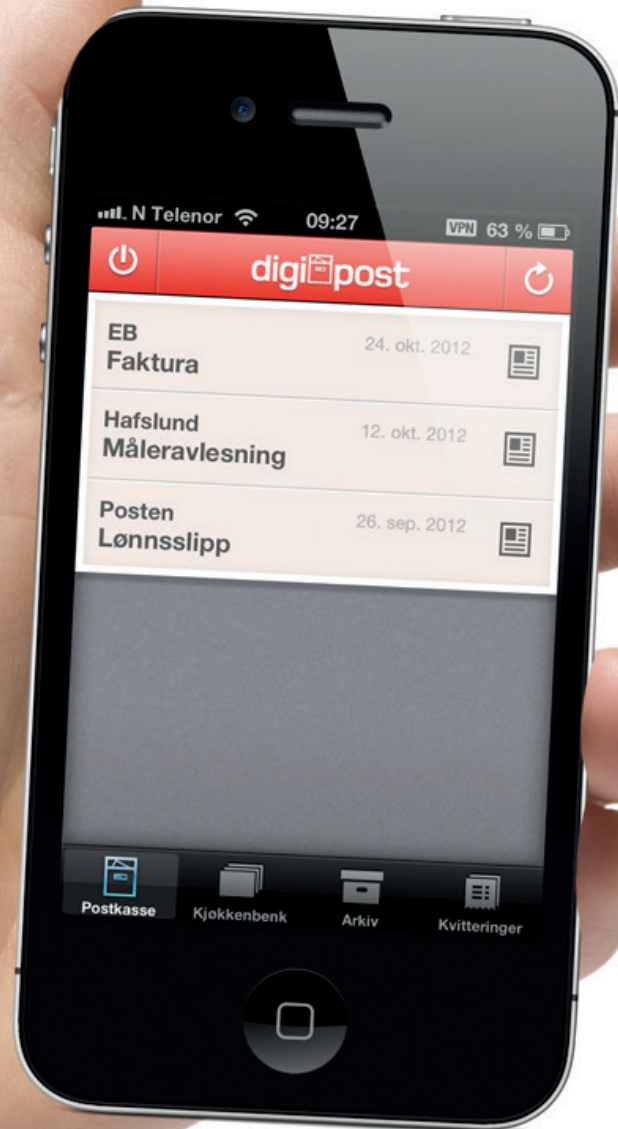 N Telenor 09:27 VPN 63 %
digipost
EB 24. okt. 2012
Faktura
Hafslund 12. okt. 2012
Måleravlesning
Posten 26. sep. 2012
Lønnsslipp
Postkasse Kjøkkenbenk Arkiv Kvitteringer